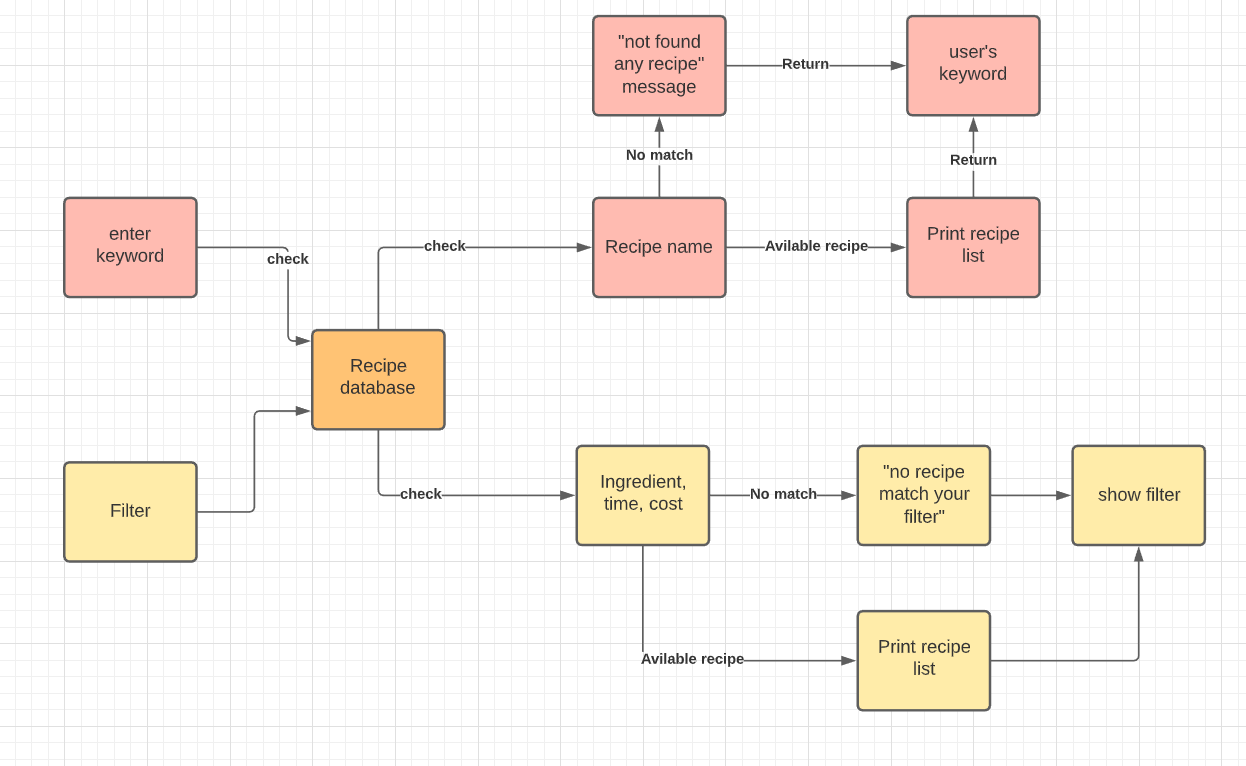 "not found
any recipe"
message
Return
user's
keyword
No match
Return
enter
keyword
check
check
Recipe name
Avilable recipe
Print recipe
list
Recipe
database
Filter
check
Ingredient,
time, cost
No match
"no recipe
match your
filter"
show filter
Avilable recipe
Print recipe
list